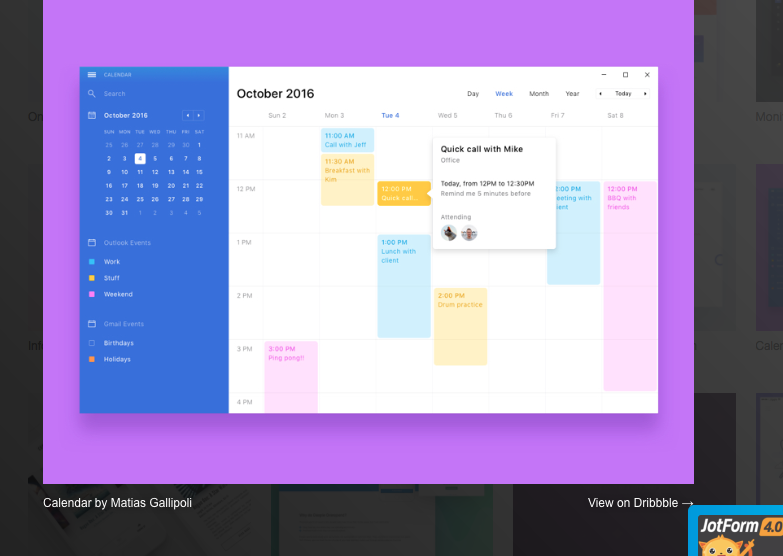 CALENDAR
Search
October 2016
SUN MON TUE WED THU FRI SAT
25 26 27 28 29 30 1
2 3 4 5 6 7 8
9 10 11 12 13 14 15
16 17 18 19 20 21 22
23 24 25 26 27 28 29
30 31 1 2 3 4 5
Outlook Events
Work
Stuff
Weekend
Gmail Events
Birthdays
Holidays
October 2016
Day Week Month Year Today
Sun 2 Mon 3 Tue 4 Wed 5 Thu 6 Fri 7 Sat 8
11 AM
11:00 AM
Call with Jeff
11:30 AM
Breakfast with
Kim
12 PM
12:00 PM
Quick call...
Quick call with Mike
Office
Today, from 12PM to 12:30PM
Remind me 5 minutes before
Attending
:00 PM
eeting with
ent
12:00 PM
BBQ with
friends
1 PM
1:00 PM
Lunch with
client
2 PM
2:00 PM
Drum practice
3 PM
3:00 PM
Ping pong!!
4 PM
Calendar by Matias Gallipoli
View on Dribbble →
JotForm 4.0